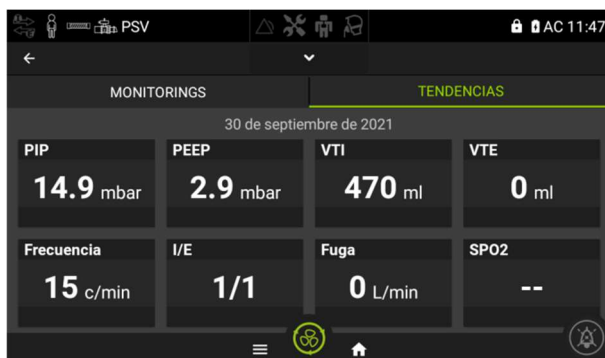 PSV AC 11:47
MONITORINGS TENDENCIAS
30 de septiembre de 2021
PIP PEEP VTI VTE
14.9 mbar 2.9 mbar 470 ml 0 ml
Frecuencia I/E Fuga SPO2
15 c/min 1/1 0 L/min --